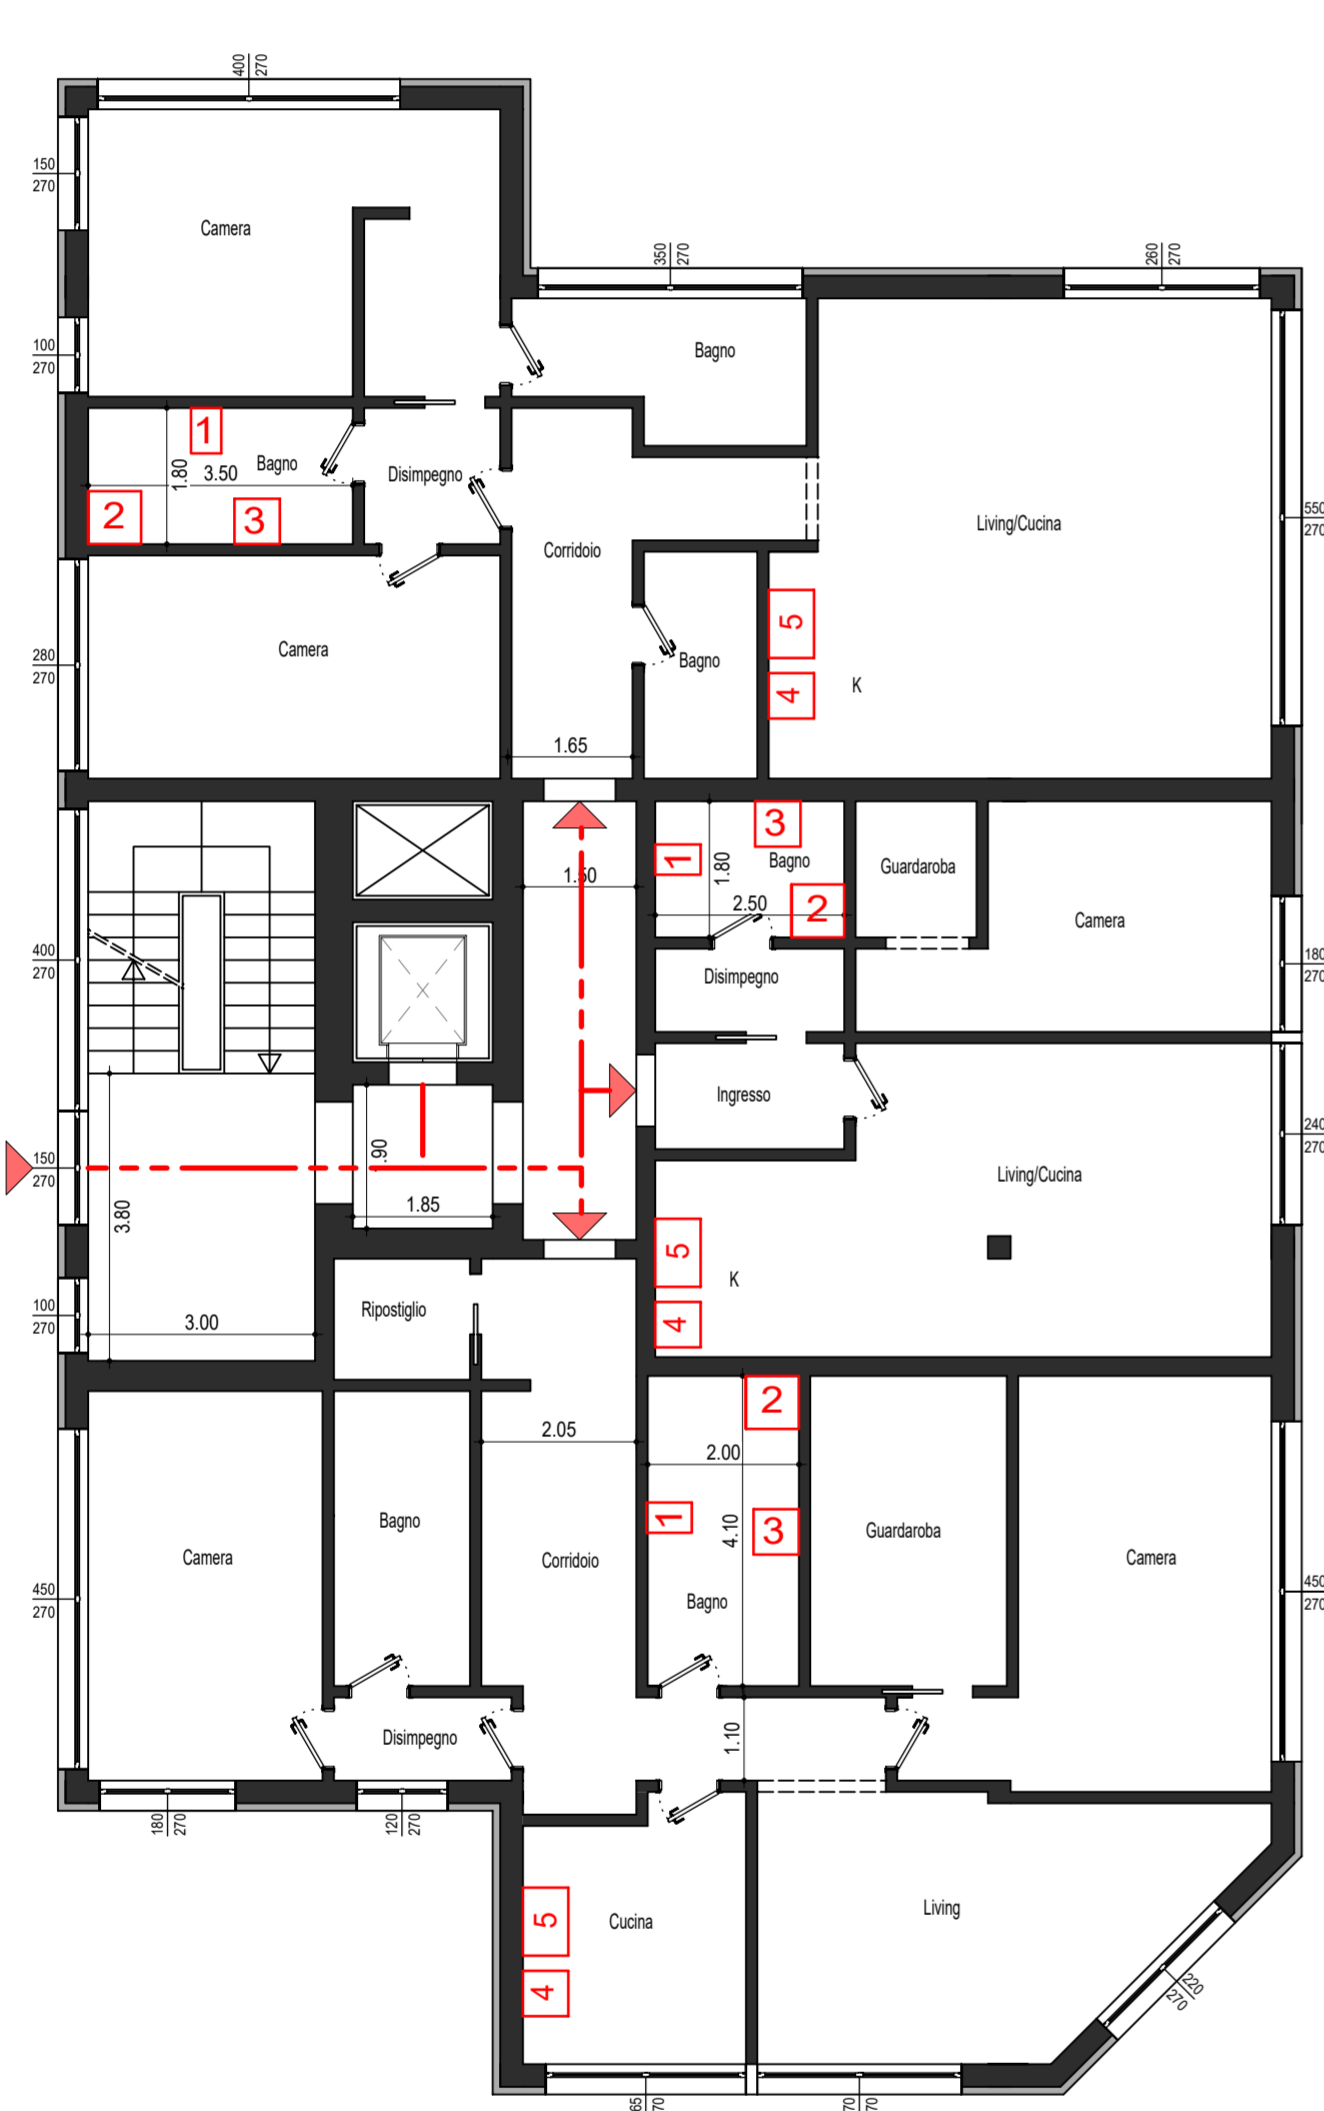 400
270
150
270
Camera
350
270
260
270
100
270
Bagno
1
Bagno
1.80
3.50
2
3
Disimpegno
Corridoio
Living/Cucina
550
270
5
Camera
280
270
Bagno
4
K
1.65
3
1
1.80
Bagno
Guardaroba
1.50
2.50
2
Camera
400
270
Disimpegno
180
270
Ingresso
150
270
.90
240
270
Living/Cucina
1.85
3.80
5
K
100
270
Ripostiglio
3.00
4
2
2.05
2.00
1
Bagno
4.10
3
Guardaroba
Camera
Corridoio
Camera
450
270
450
270
Bagno
Disimpegno
1.10
180
270
120
270
5
Cucina
Living
4
220
270
65
70
70
70